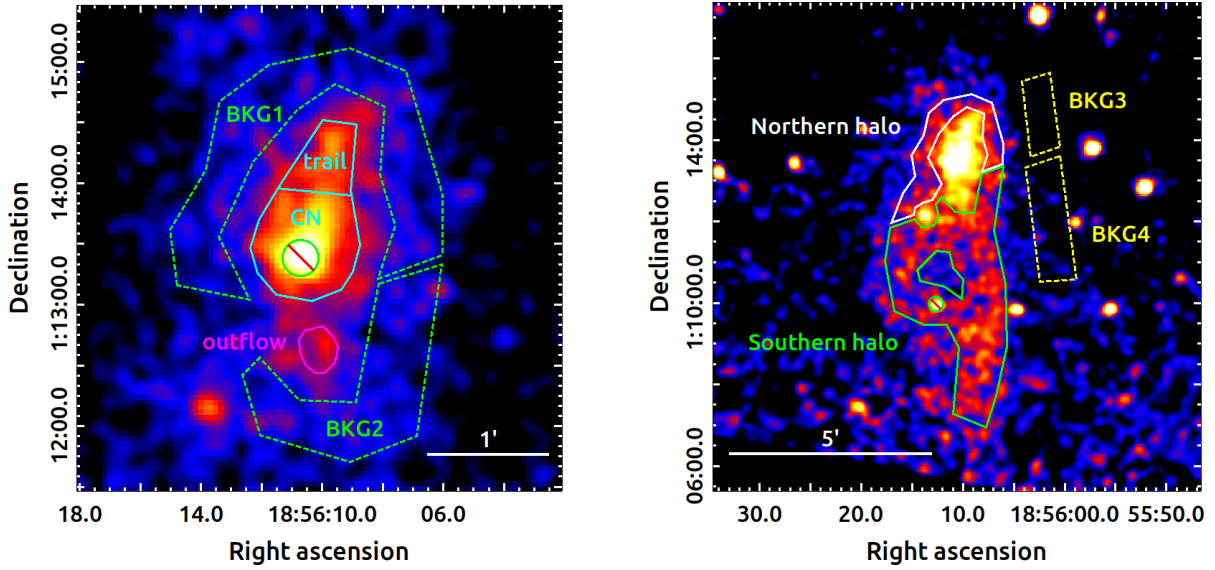 Declination
15:00.0
14:00.0
1:13:00.0
12:00.0
BKG1
trail
CN
outflow
BKG2
1'
18.0 14.0 18:56:10.0 06.0
Right ascension
Declination
14:00.0
1:10:00.0
06:00.0
Northern halo
BKG3
BKG4
Southern halo
5'
30.0 20.0 10.0 18:56:00.0 55:50.0
Right ascension